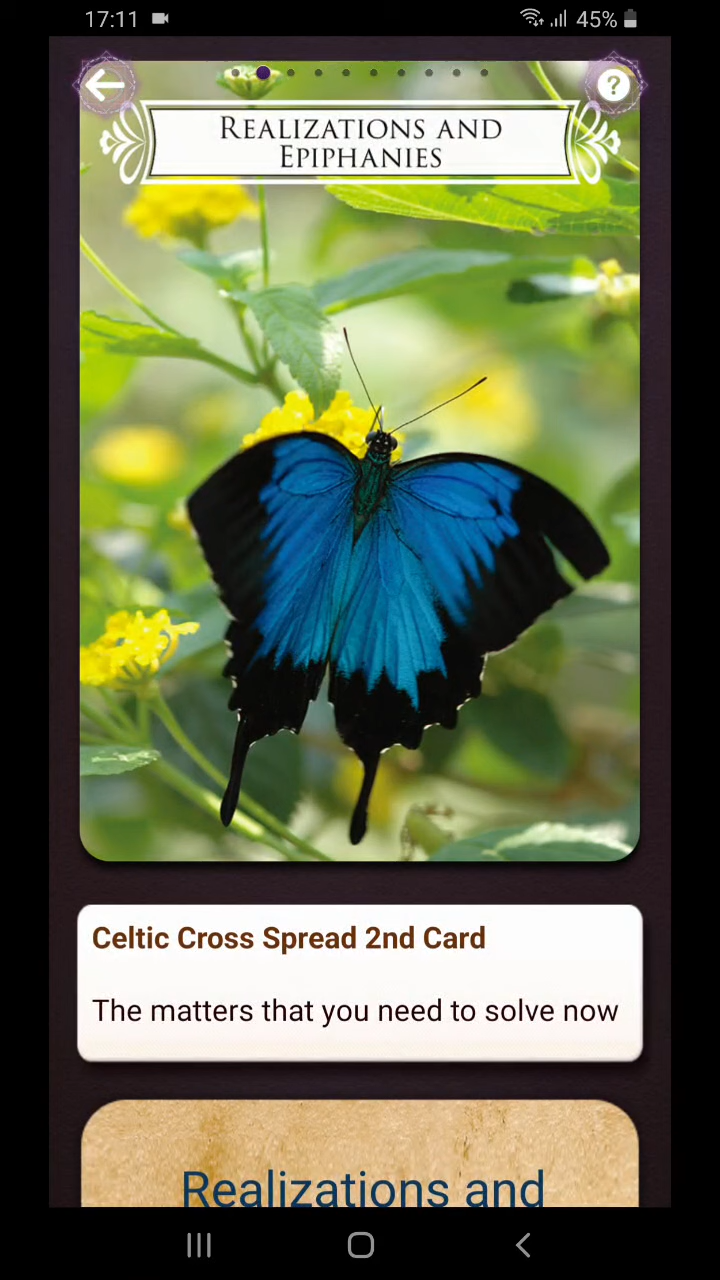 17:11
45%
?
REALIZATIONS AND
EPIPHANIES
Celtic Cross Spread 2nd Card
The matters that you need to solve now
Realizations and